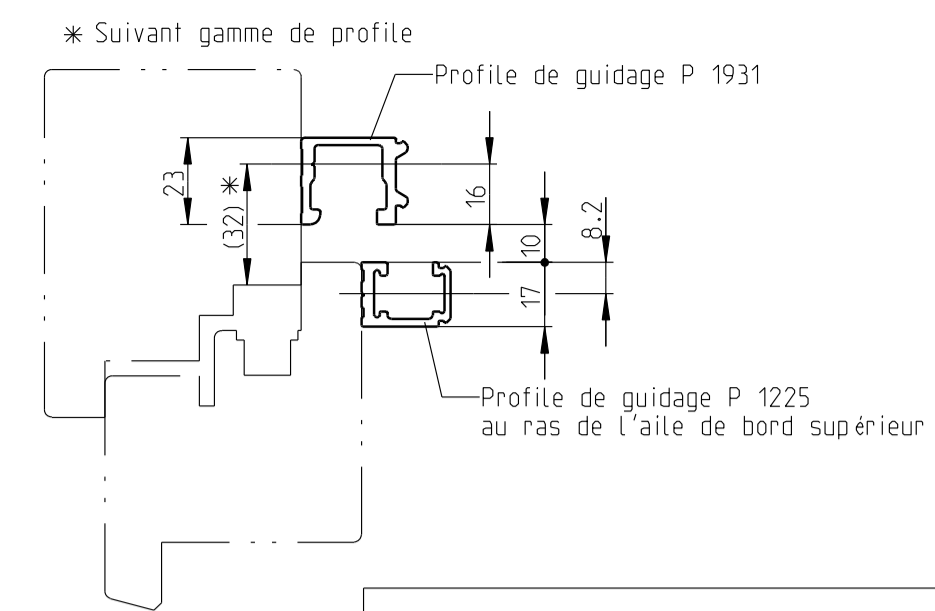 * Suivant gamme de profile
Profile de guidage P 1931
23
(32) *
16
10
8.2
17
Profile de guidage P 1225
au ras de l'aile de bord supérieur